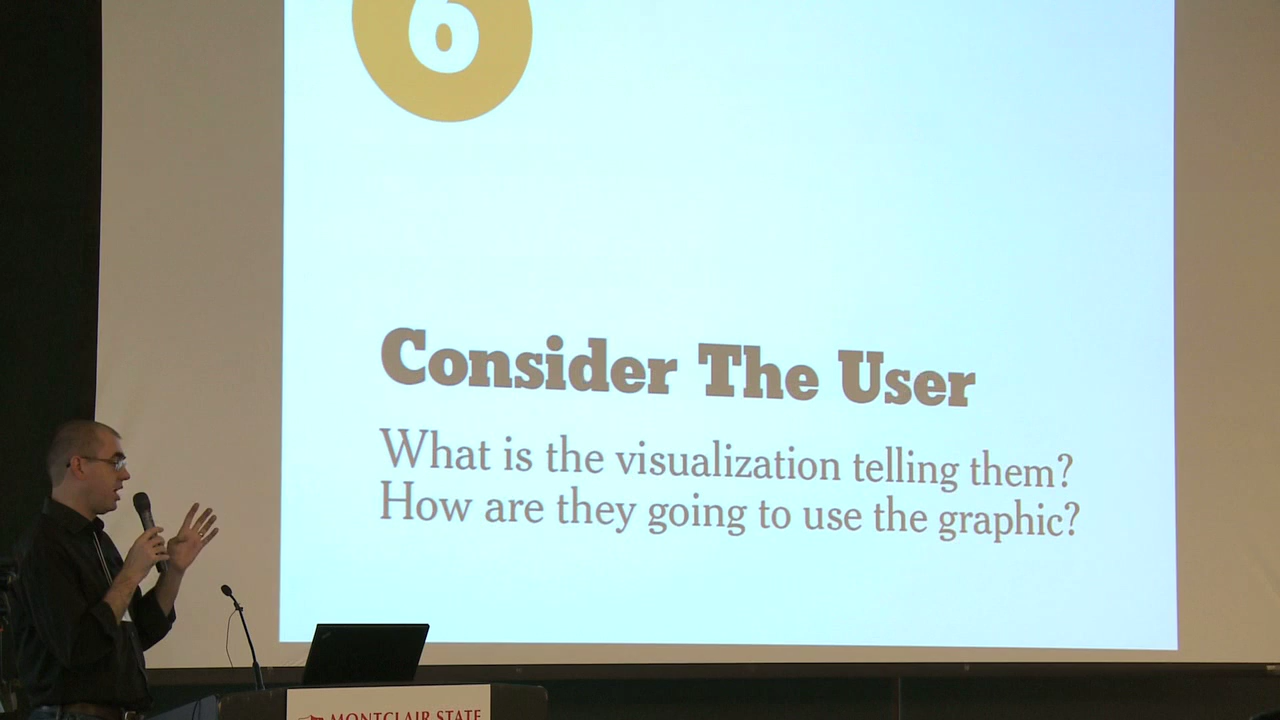 6
Consider The User
What is the visualization telling them?
How are they going to use the graphic?
MONTCLAIR STATE